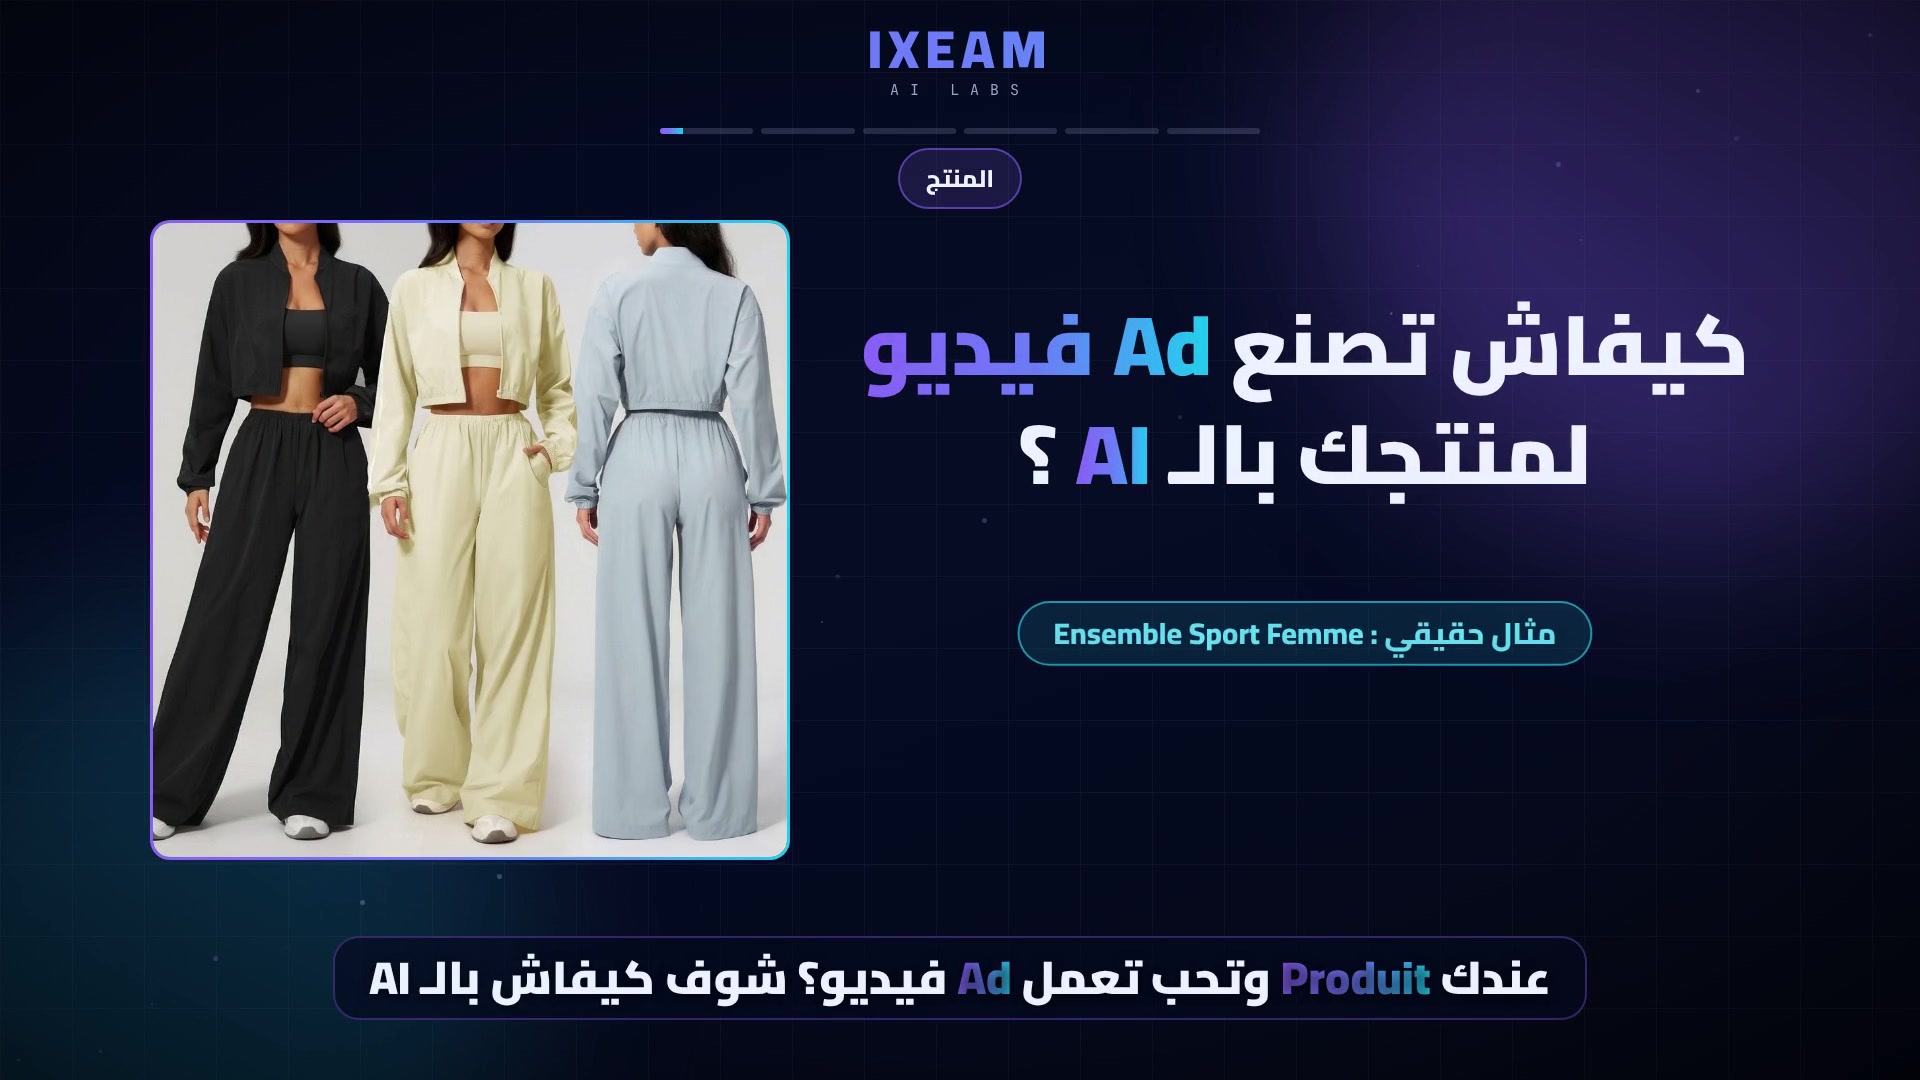 IXEAM
AI LABS
المنتج
كيفاش تصنع Ad فيديو
لمنتجك بالـ AI ؟
مثال حقيقي : Ensemble Sport Femme
عندك Produit وتحب تعمل Ad فيديو؟ شوف كيفاش بالـ AI